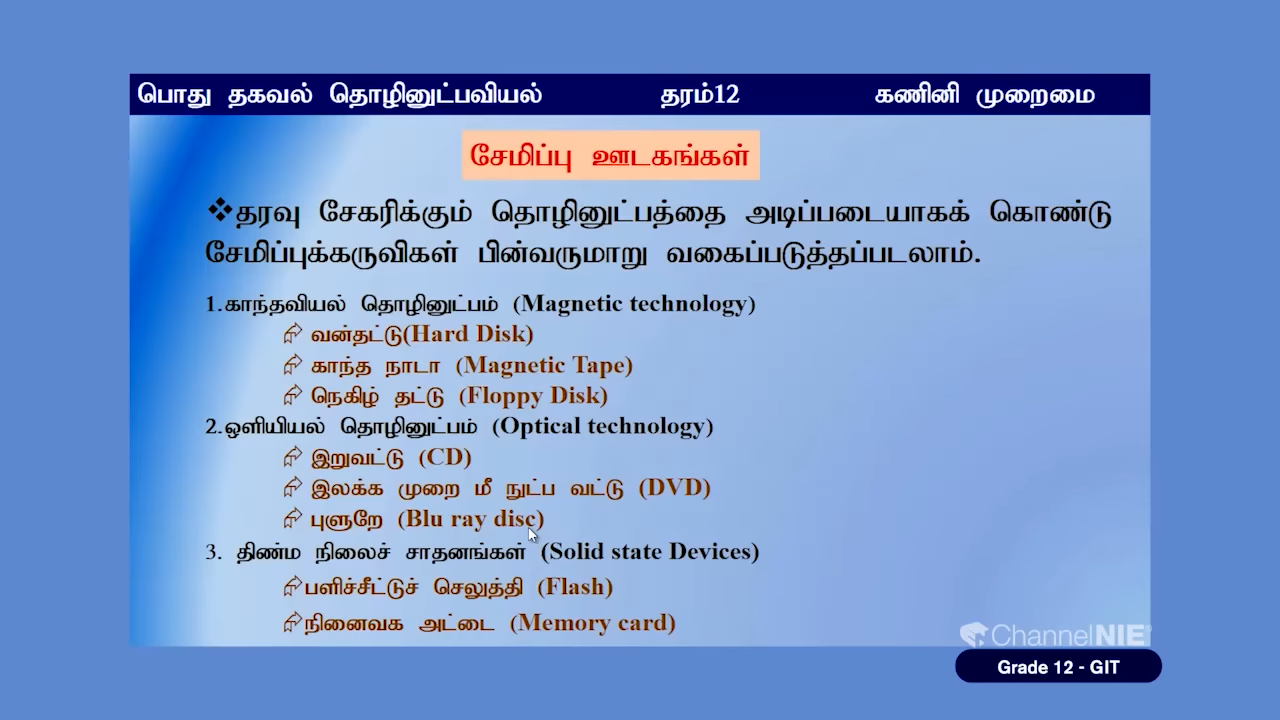 பொது தகவல் தொழினுட்பவியல் தரம்12 கணினி முறைமை
சேமிப்பு ஊடகங்கள்
❖தரவு சேகரிக்கும் தொழினுட்பத்தை அடிப்படையாகக் கொண்டு
சேமிப்புக்கருவிகள் பின்வருமாறு வகைப்படுத்தப்படலாம்.
1.காந்தவியல் தொழினுட்பம் (Magnetic technology)
வன்தட்டு(Hard Disk)
காந்த நாடா (Magnetic Tape)
நெகிழ் தட்டு (Floppy Disk)
2.ஒளியியல் தொழினுட்பம் (Optical technology)
இறுவட்டு (CD)
இலக்க முறை மீ நுட்ப வட்டு (DVD)
புளுறே (Blu ray disc)
3. திண்ம நிலைச் சாதனங்கள் (Solid state Devices)
பளிச்சீட்டுச் செலுத்தி (Flash)
நினைவக அட்டை (Memory card)
ChannelNIE
Grade 12 - GIT